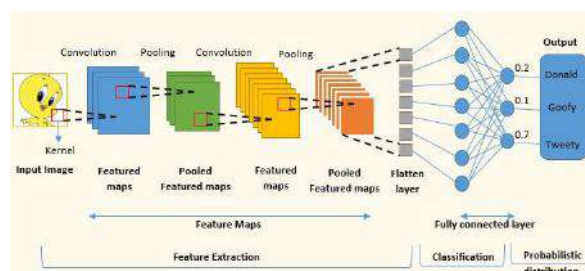 Convolution Pooling Convolution Pooling Output
0.2 Donald
0.1 Goofy
0.7 Tweety
Kernel
Input Image Featured maps Pooled Featured maps Featured maps Pooled Featured maps Flatten layer
Feature Maps Fully connected layer
Feature Extraction Classification Probabilistic